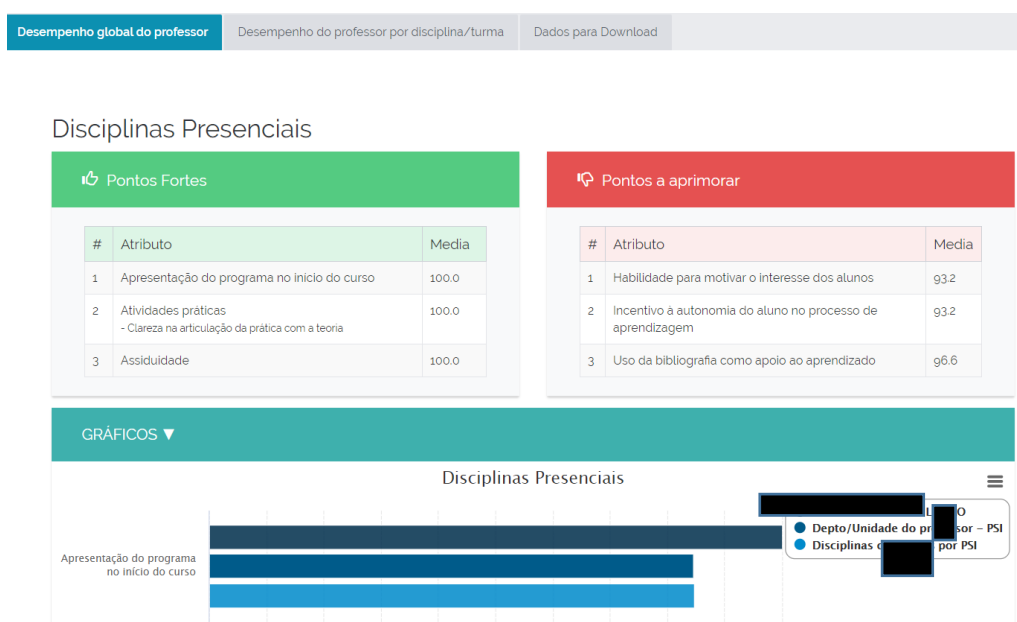 Desempenho global do professor
Desempenho do professor por disciplina/turma
Dados para Download
Disciplinas Presenciais
Pontos Fortes
# Atributo Media
1 Apresentação do programa no início do curso 100.0
2 Atividades práticas 100.0
- Clareza na articulação da prática com a teoria
3 Assiduidade 100.0
Pontos a aprimorar
# Atributo Media
1 Habilidade para motivar o interesse dos alunos 93.2
2 Incentivo à autonomia do aluno no processo de 93.2
aprendizagem
3 Uso da bibliografia como apoio ao aprendizado 96.6
GRÁFICOS ▼
Disciplinas Presenciais
Depto/Unidade do – PSI
Disciplinas por PSI
Apresentação do programa
no início do curso